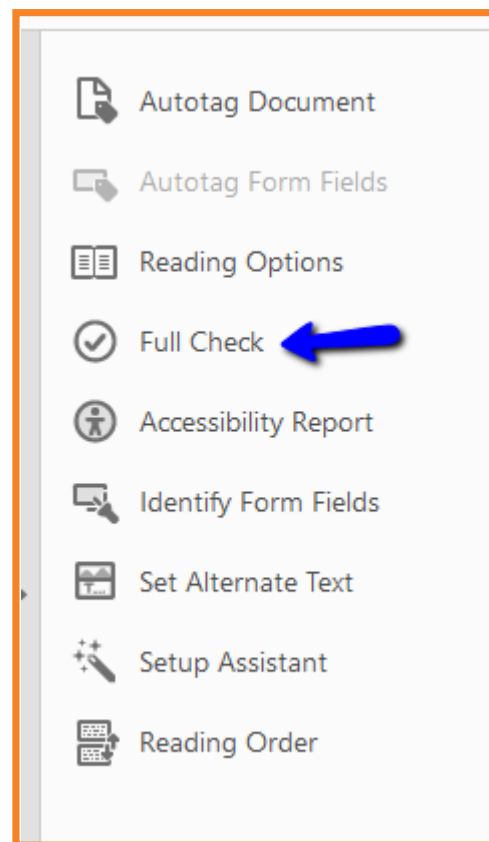 Autotag Document
Autotag Form Fields
Reading Options
Full Check
Accessibility Report
Identify Form Fields
Set Alternate Text
Setup Assistant
Reading Order